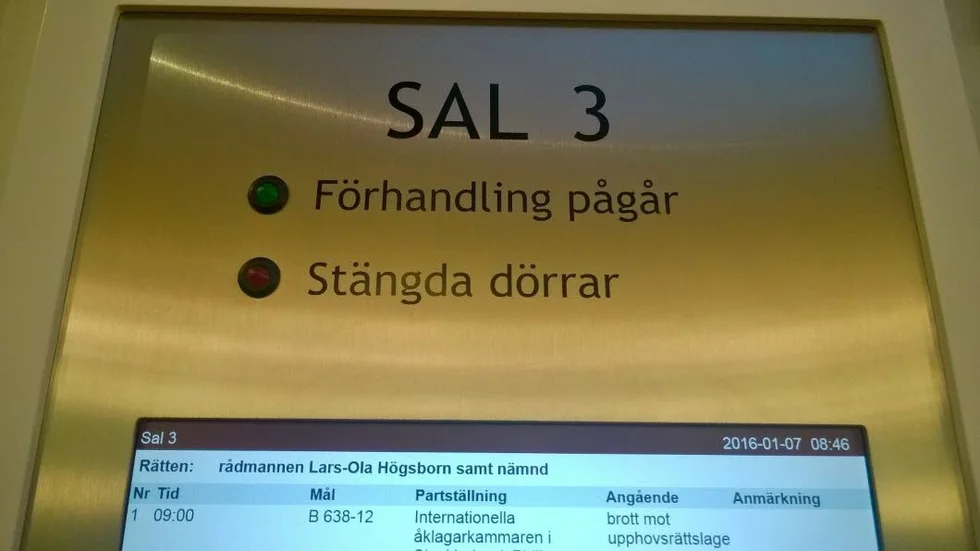 SAL 3
Förhandling pågår
Stängda dörrar
Sal 3 2016-01-07 08:46
Rätten: rådmannen Lars-Ola Högsborn samt nämnd
Nr Tid Mål Partställning Angående Anmärkning
1 09:00 B 638-12 Internationella brott mot
åklagarkammaren i upphovsrättslage